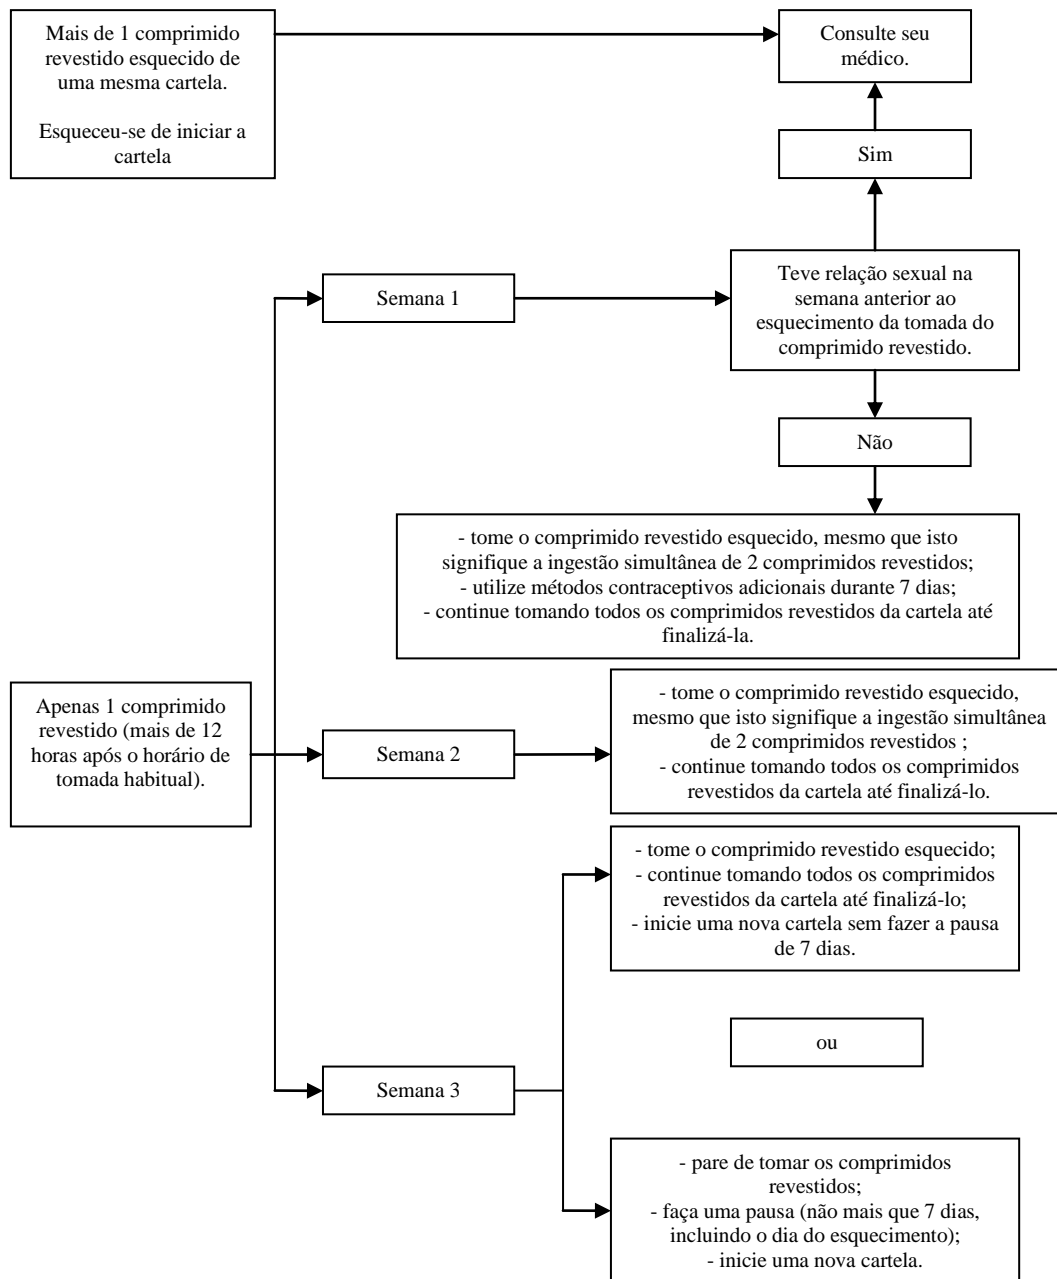 Mais de 1 comprimido
revestido esquecido de
uma mesma cartela.
Esqueceu-se de iniciar a
cartela
Consulte seu
médico.
Sim
Teve relação sexual na
semana anterior ao
esquecimento da tomada do
comprimido revestido.
Semana 1
Não
- tome o comprimido revestido esquecido, mesmo que isto
signifique a ingestão simultânea de 2 comprimidos revestidos;
- utilize métodos contraceptivos adicionais durante 7 dias;
- continue tomando todos os comprimidos revestidos da cartela até
finalizá-la.
Apenas 1 comprimido
revestido (mais de 12
horas após o horário de
tomada habitual).
Semana 2
- tome o comprimido revestido esquecido,
mesmo que isto signifique a ingestão simultânea
de 2 comprimidos revestidos ;
- continue tomando todos os comprimidos
revestidos da cartela até finalizá-lo.
- tome o comprimido revestido esquecido;
- continue tomando todos os comprimidos
revestidos da cartela até finalizá-lo;
- inicie uma nova cartela sem fazer a pausa
de 7 dias.
ou
Semana 3
- pare de tomar os comprimidos
revestidos;
- faça uma pausa (não mais que 7 dias,
incluindo o dia do esquecimento);
- inicie uma nova cartela.